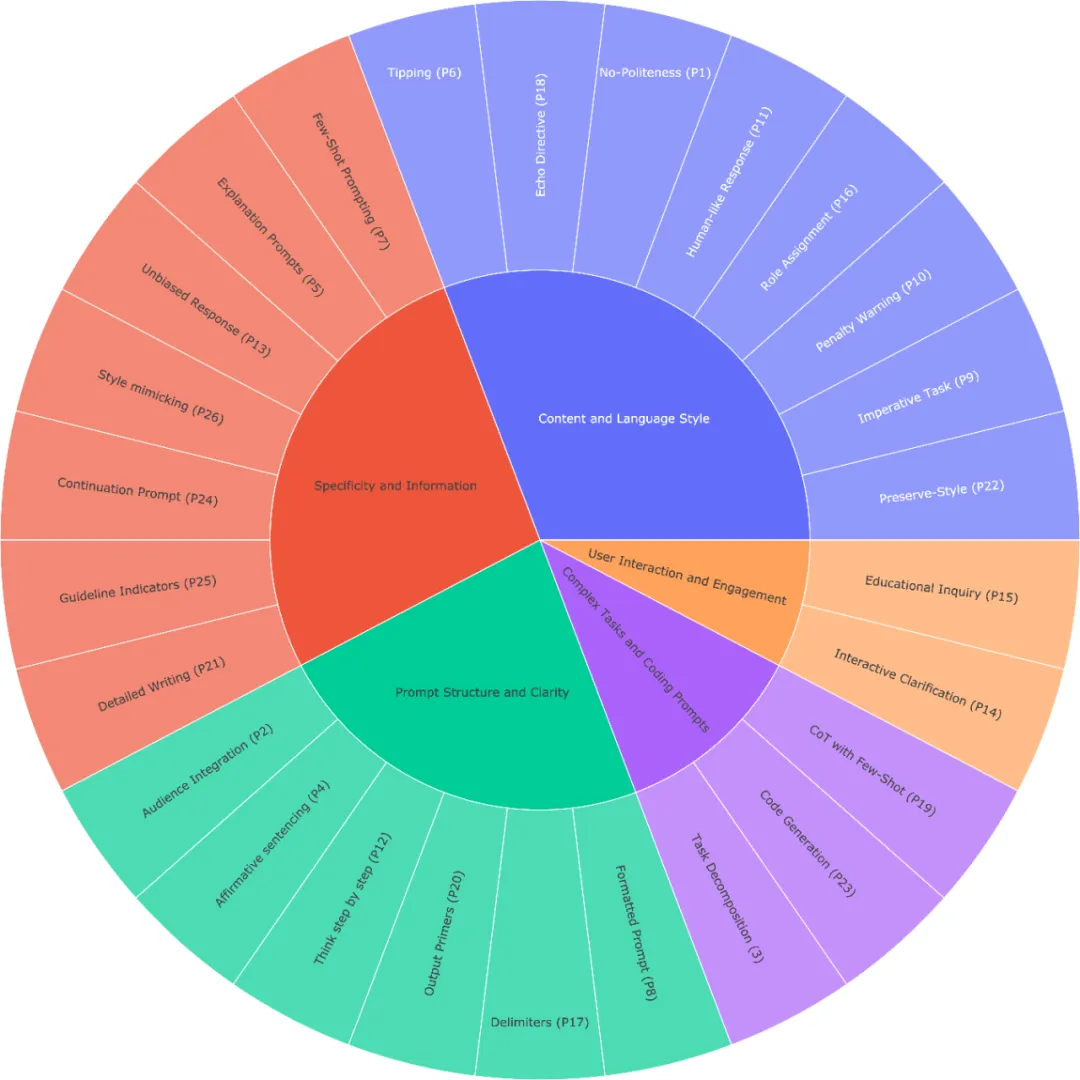 Tipping (P6)
Echo Directive (P18)
No-Politeness (P1)
Human-like Response (P11)
Role Assignment (P16)
Penalty Warning (P10)
Imperative Task (P9)
Preserve-Style (P22)
Content and Language Style
Few-Shot Prompting (P7)
Explanation Prompts (P5)
Unbiased Response (P13)
Style mimicking (P26)
Continuation Prompt (P24)
Guideline Indicators (P25)
Detailed Writing (P21)
Specificity and Information
Audience Integration (P2)
Affirmative sentencing (P4)
Think step by step (P12)
Output Primers (P20)
Delimiters (P17)
Formatted Prompt (P8)
Prompt Structure and Clarity
Task Decomposition (3)
Code Generation (P23)
CoT with Few-Shot (P19)
Complex Tasks and Coding Prompts
Interactive Clarification (P14)
Educational Inquiry (P15)
User Interaction and Engagement